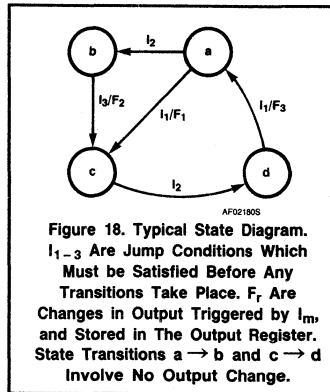 b
I₂
a
I₃/F₂
I₁/F₁
I₁/F₃
c
I₂
d
AF02180S
Figure 18. Typical State Diagram.
I₁₋₃ Are Jump Conditions Which
Must be Satisfied Before Any
Transitions Take Place. Fᵣ Are
Changes in Output Triggered by Iₘ,
and Stored in The Output Register.
State Transitions a → b and c → d
Involve No Output Change.